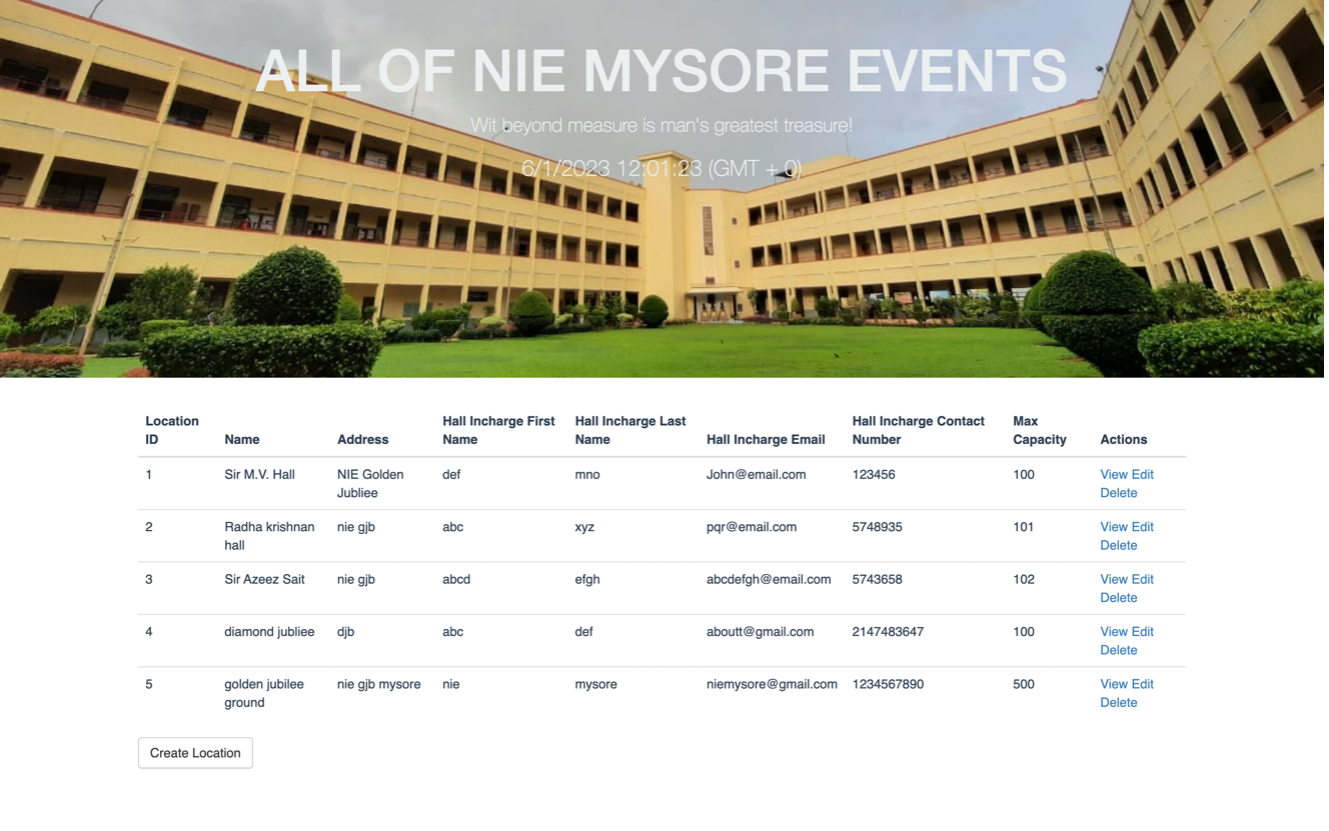 ALL OF NIE MYSORE EVENTS
Wit beyond measure is man's greatest treasure!
6/1/2023 12:01:23 (GMT + 0)
Location ID Name Address Hall Incharge First Name Hall Incharge Last Name Hall Incharge Email Hall Incharge Contact Number Max Capacity Actions
1 Sir M.V. Hall NIE Golden Jubliee def mno John@email.com 123456 100 View Edit Delete
2 Radha krishnan hall nie gjb abc xyz pqr@email.com 5748935 101 View Edit Delete
3 Sir Azeez Sait nie gjb abcd efgh abcdefgh@email.com 5743658 102 View Edit Delete
4 diamond jubliee djb abc def aboutt@gmail.com 2147483647 100 View Edit Delete
5 golden jubilee ground nie gjb mysore nie mysore niemysore@gmail.com 1234567890 500 View Edit Delete
Create Location